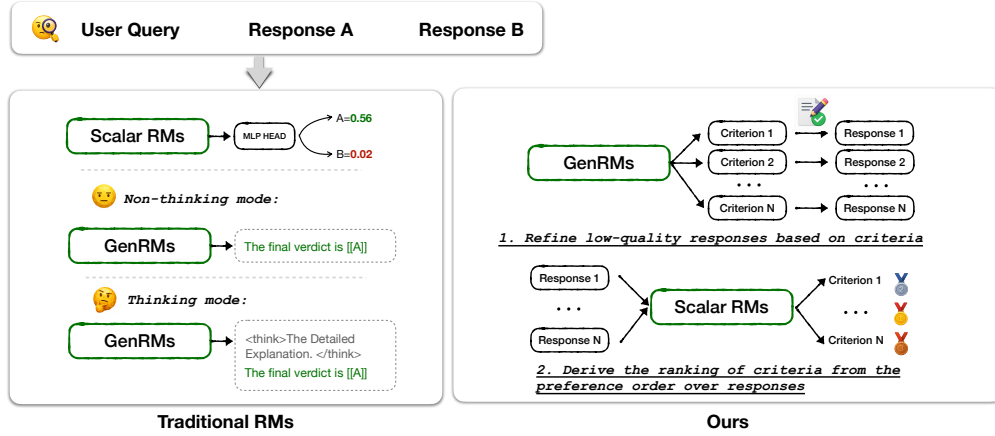 User Query Response A Response B
Scalar RMs
MLP HEAD
A=0.56
B=0.02
Non-thinking mode:
GenRMs
The final verdict is [[A]]
Thinking mode:
GenRMs
<think>The Detailed
Explanation. </think>
The final verdict is [[A]]
Traditional RMs
GenRMs
Criterion 1
Response 1
Criterion 2
Response 2
... ...
Criterion N
Response N
1. Refine low-quality responses based on criteria
Response 1
...
Response N
Scalar RMs
Criterion 1
2
...
1
Criterion N
3
2. Derive the ranking of criteria from the
preference order over responses
Ours